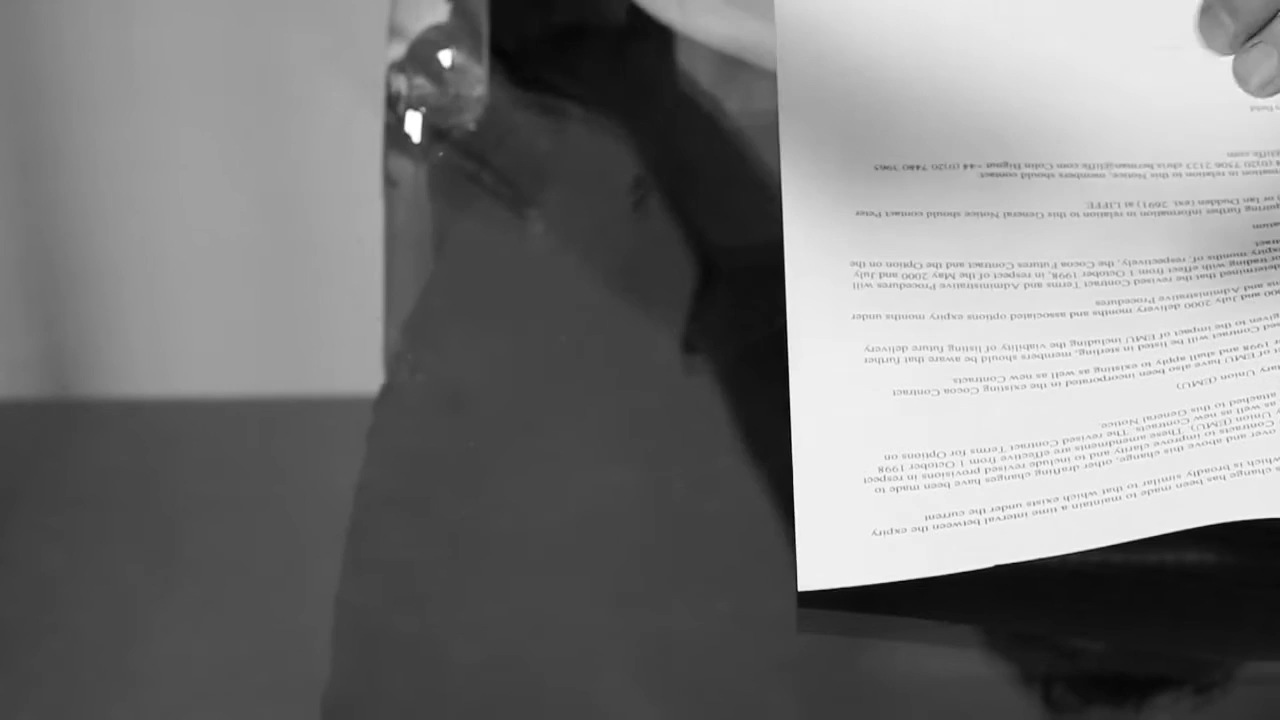 change has been made to maintain a time interval between the expiry
which is broadly similar to that which exists under the current
over and above this change, other drafting changes have been made to
Contracts to improve clarity and to include revised provisions in respect
Union (EMU). These amendments are effective from 1 October 1998
as well as new Contracts. The revised Contract Terms for Options on
attached to this General Notice.
tary Union (EMU)
of EMU have also been incorporated in the existing Cocoa Contract
r 1998 and shall apply to existing as well as new Contracts
ed Contract will be listed in sterling, members should be aware that further
given to the impact of EMU including the viability of listing future delivery
000 and July 2000 delivery months and associated options expiry months under
ms and Administrative Procedures
determined that the revised Contract Terms and Administrative Procedures will
or trading with effect from 1 October 1998, in respect of the May 2000 and July
expiry months of, respectively, the Cocoa Futures Contract and the Option on the
tract
mation
quiring further information in relation to this General Notice should contact Peter
or Ian Dudden (ext. 2691) at LIFFE
mation in relation to this Notice, members should contact:
(0)20 7506 2123 chris.herman@liffe.com Colin Bignat +44 (0)20 7480 3965
@liffe.com